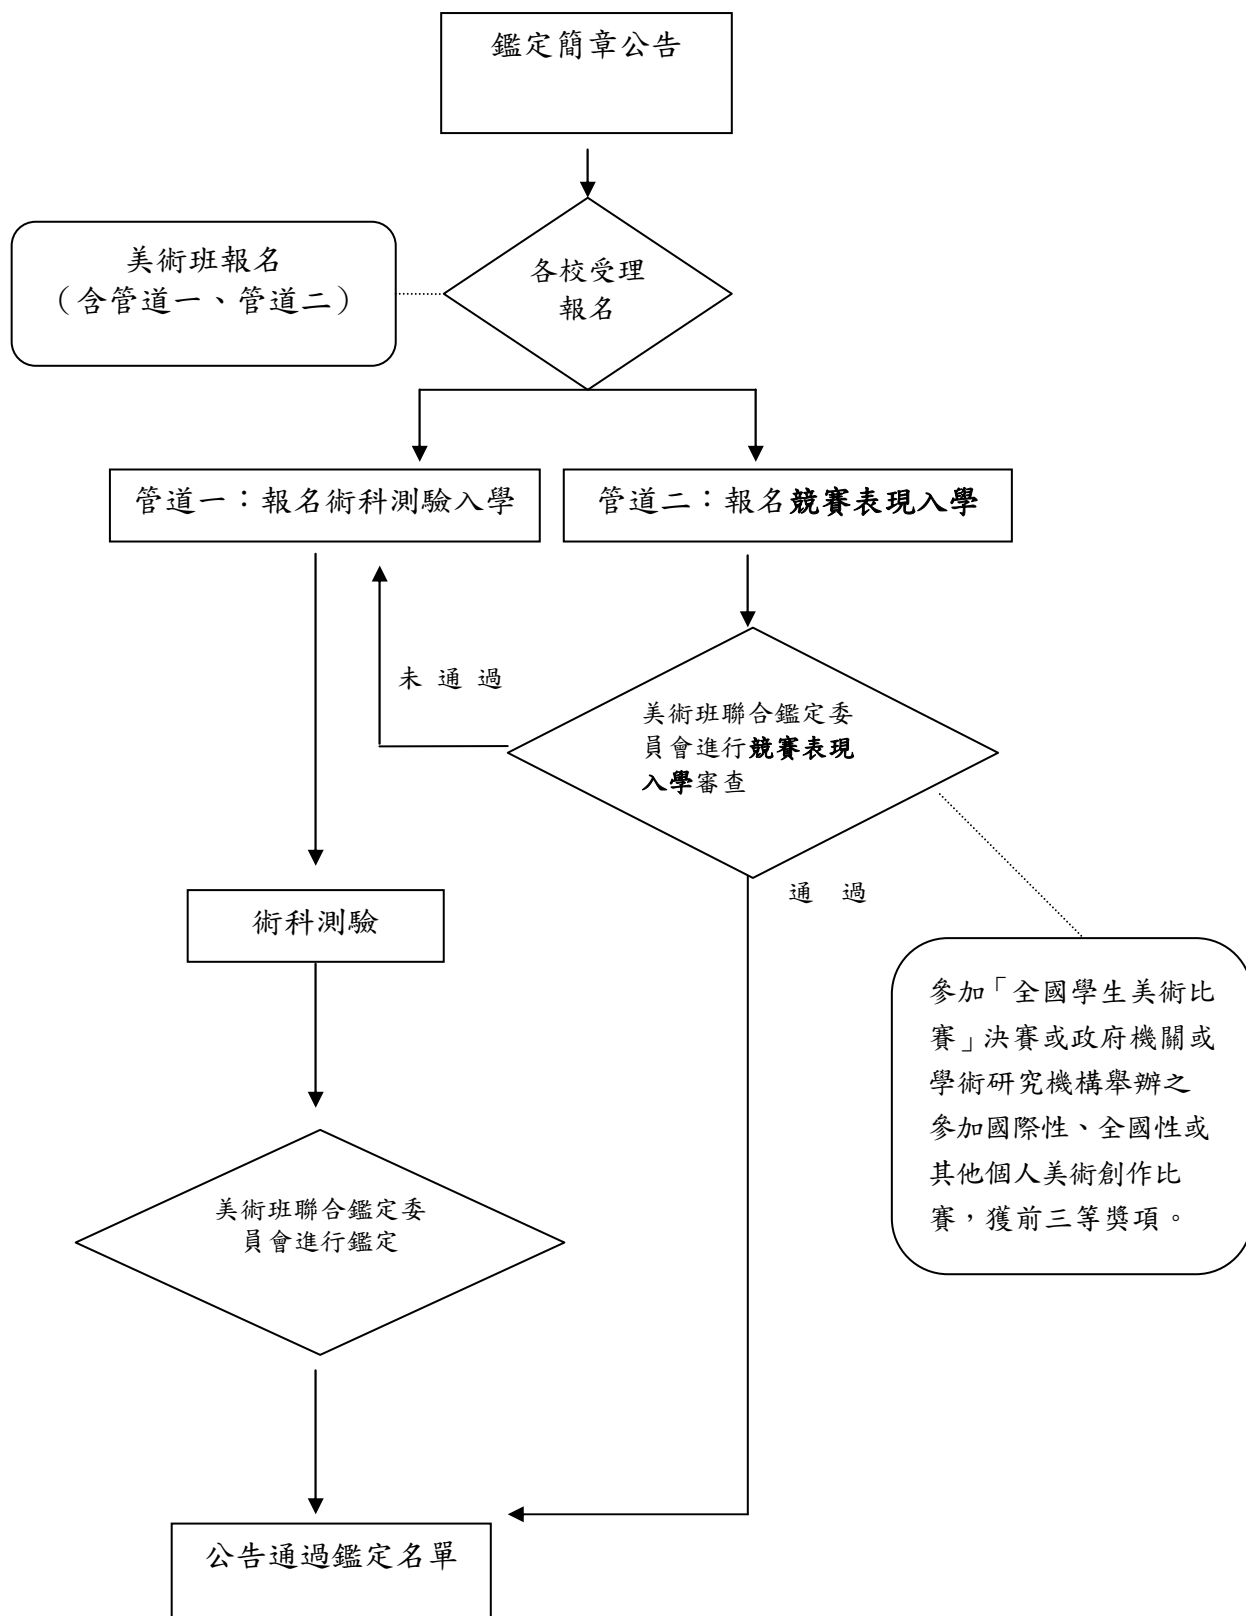 鑑定簡章公告
美術班報名
（含管道一、管道二）
各校受理
報名
管道一：報名術科測驗入學
管道二：報名競賽表現入學
未通過
美術班聯合鑑定委
員會進行競賽表現
入學審查
通 過
術科測驗
參加「全國學生美術比
賽」決賽或政府機關或
學術研究機構舉辦之
參加國際性、全國性或
其他個人美術創作比
賽，獲前三等獎項。
美術班聯合鑑定委
員會進行鑑定
公告通過鑑定名單